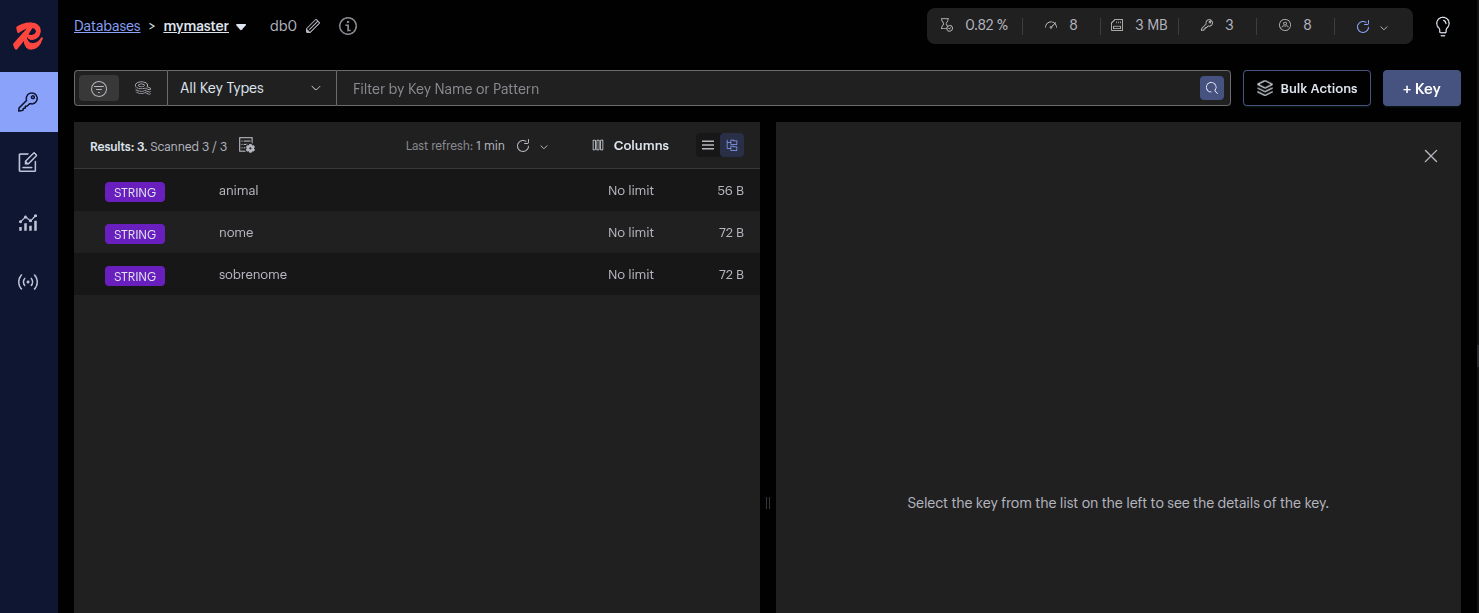 Databases > mymaster db0 0.82 % 8 3 MB 3 8
All Key Types Filter by Key Name or Pattern Bulk Actions + Key
Results: 3. Scanned 3 / 3 Last refresh: 1 min Columns
STRING animal No limit 56 B
STRING nome No limit 72 B
STRING sobrenome No limit 72 B
Select the key from the list on the left to see the details of the key.